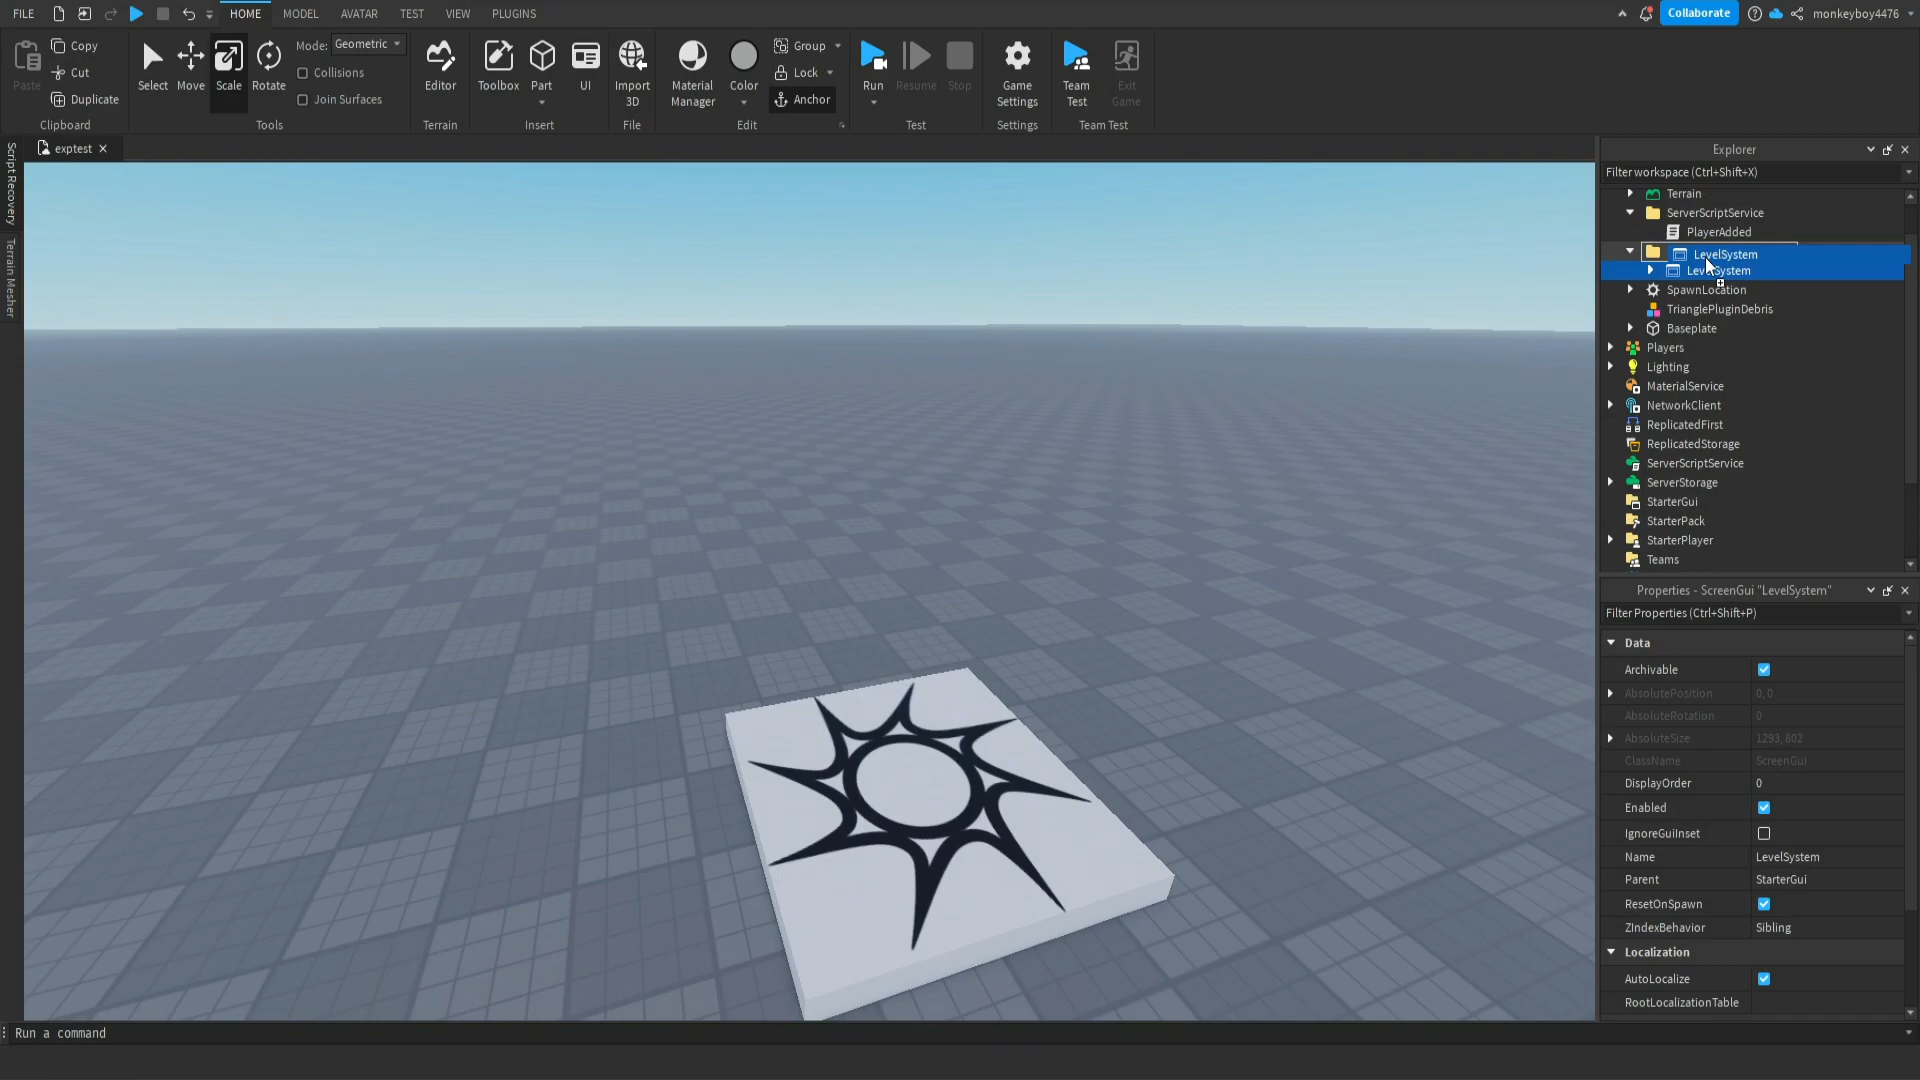 FILE HOME MODEL AVATAR TEST VIEW PLUGINS Collaborate monkeyboy4476
Paste Copy Cut Duplicate Clipboard
Select Move Scale Rotate Mode: Geometric Collisions Join Surfaces Tools
Editor Terrain
Toolbox Part UI Insert
Import 3D File
Material Manager Color Group Lock Anchor Edit
Run Resume Stop Test
Game Settings Settings
Team Test Exit Game Team Test
Script Recovery
Terrain Mesher
exptest
Explorer
Filter workspace (Ctrl+Shift+X)
Terrain
ServerScriptService
PlayerAdded
LevelSystem
LevelSystem
SpawnLocation
TrianglePluginDebris
Baseplate
Players
Lighting
MaterialService
NetworkClient
ReplicatedFirst
ReplicatedStorage
ServerScriptService
ServerStorage
StarterGui
StarterPack
StarterPlayer
Teams
Properties - ScreenGui "LevelSystem"
Filter Properties (Ctrl+Shift+P)
Data
Archivable
AbsolutePosition 0, 0
AbsoluteRotation 0
AbsoluteSize 1293, 802
ClassName ScreenGui
DisplayOrder 0
Enabled
IgnoreGuiInset
Name LevelSystem
Parent StarterGui
ResetOnSpawn
ZIndexBehavior Sibling
Localization
AutoLocalize
RootLocalizationTable
Run a command